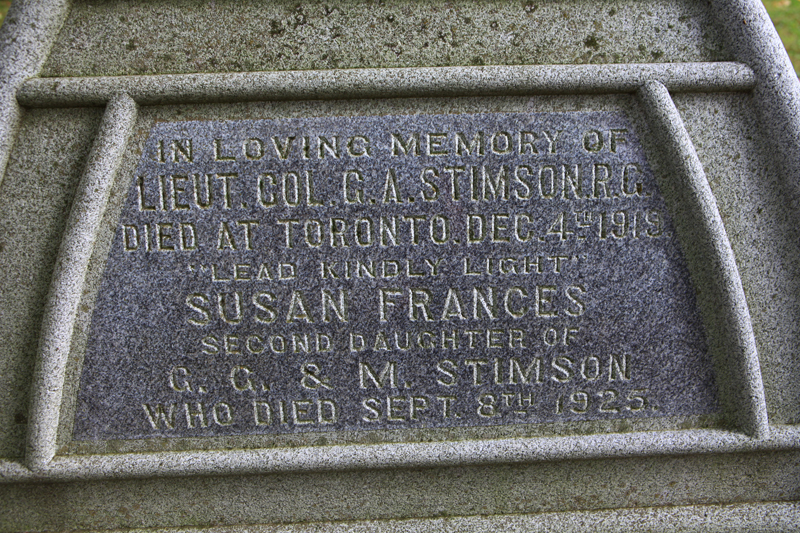 IN LOVING MEMORY OF
LIEUT. COL. G. A. STIMSON. R.G.
DIED AT TORONTO. DEC. 4TH 1919.
"LEAD KINDLY LIGHT"
SUSAN FRANCES
SECOND DAUGHTER OF
G. G. & M. STIMSON
WHO DIED SEPT. 8TH 1925.